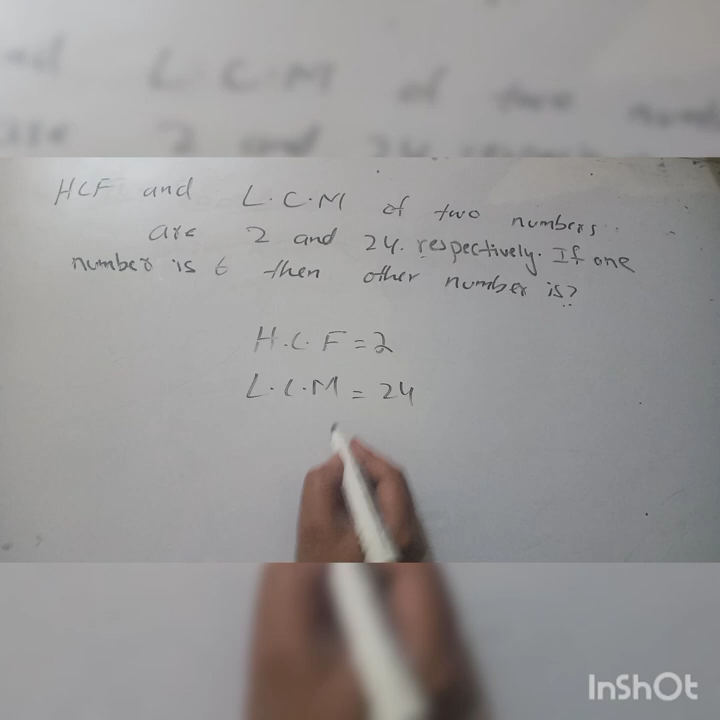 HCF and L.C.M of two numbers
are 2 and 24. respectively. If one
number is 6 then other number is?
H.C.F = 2
L.C.M = 24
InShOt